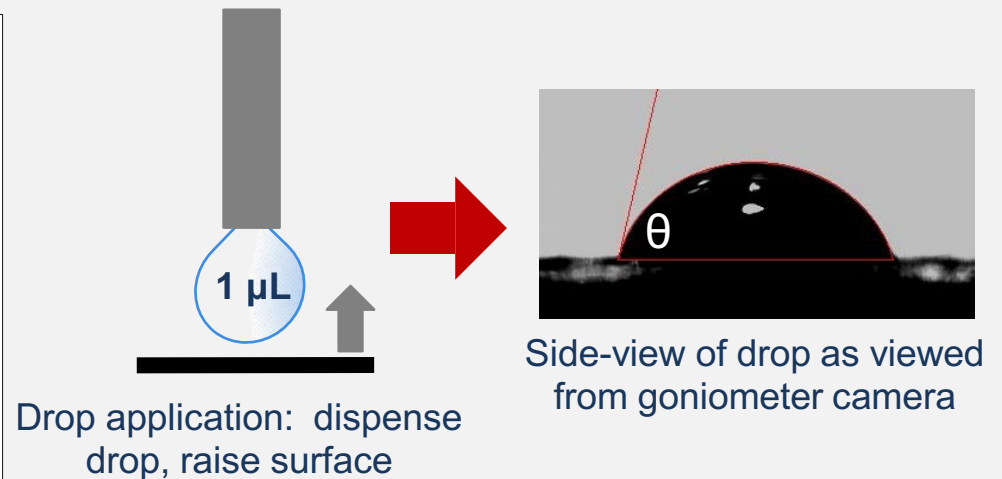 1 µL
θ
Side-view of drop as viewed
from goniometer camera
Drop application:  dispense
drop, raise surface